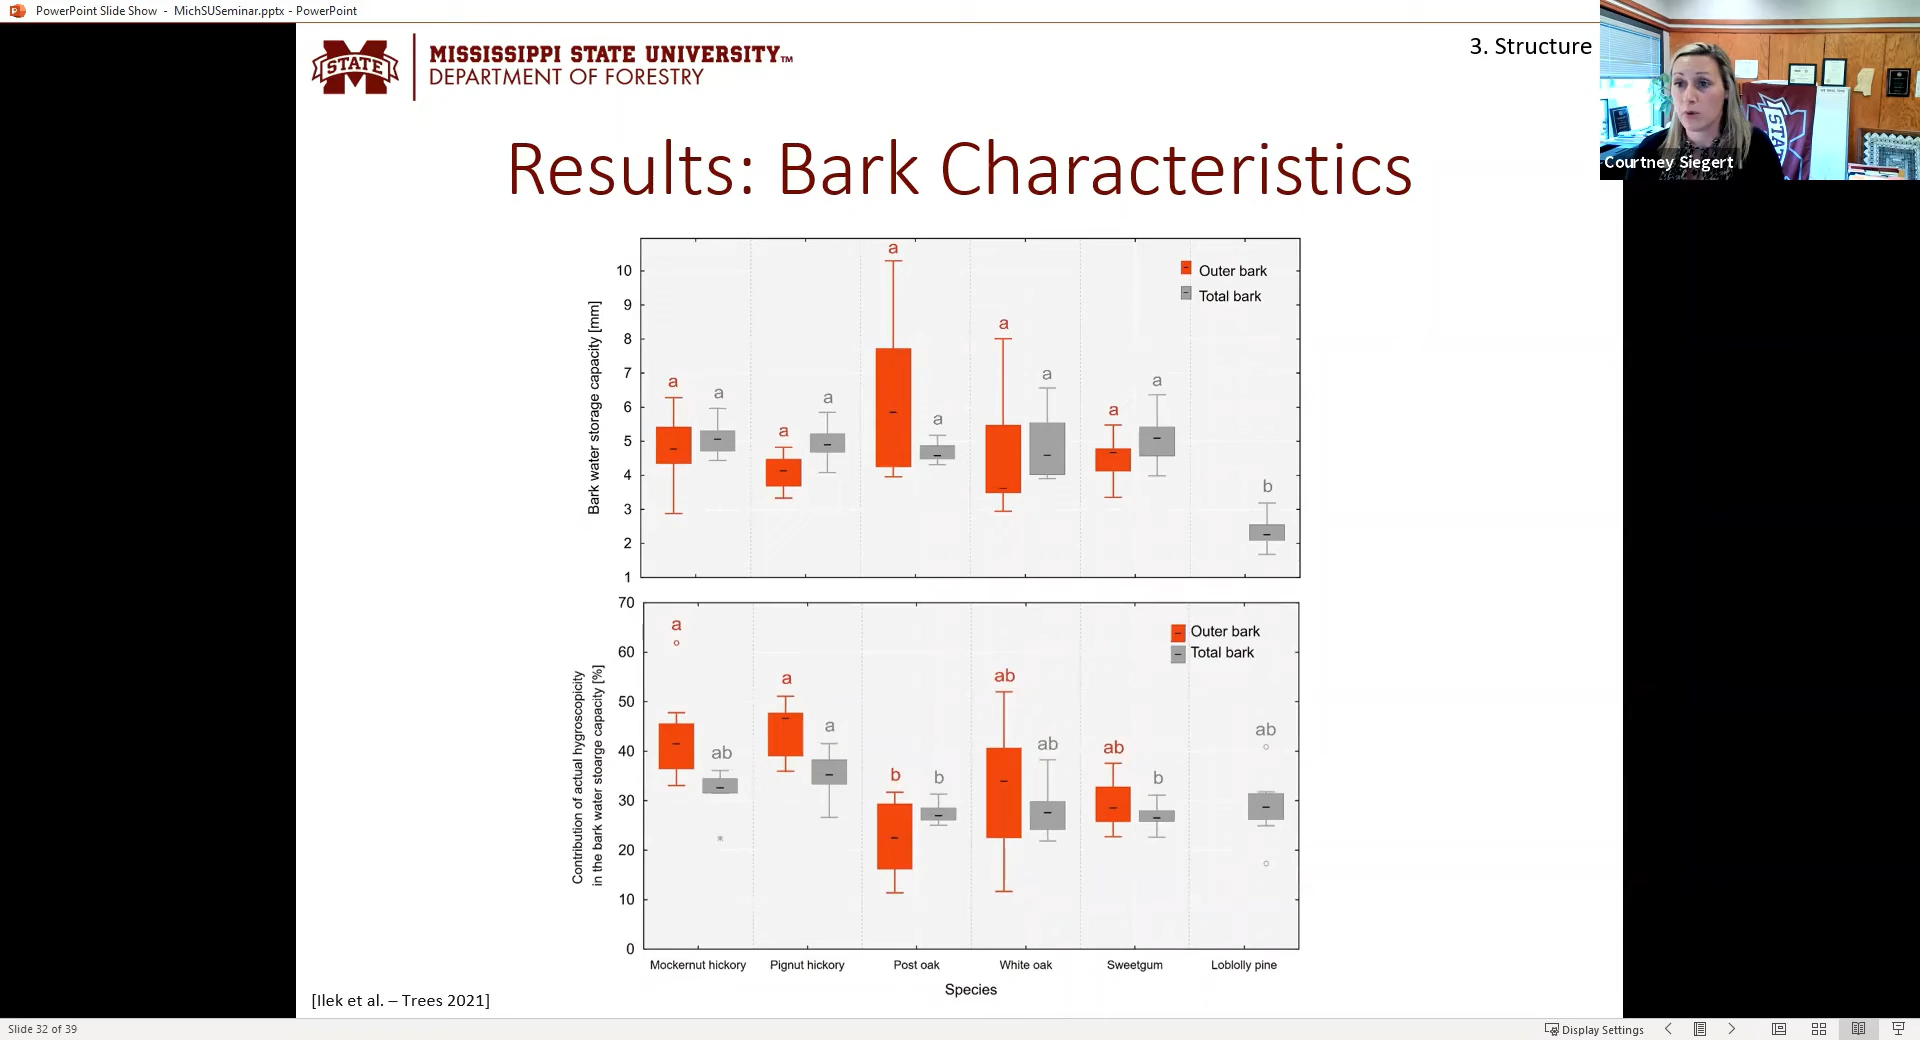 PowerPoint Slide Show - MichSUSeminar.pptx - PowerPoint
STATE
MISSISSIPPI STATE UNIVERSITY™
DEPARTMENT OF FORESTRY
3. Structure
STATE
Courtney Siegert
Results: Bark Characteristics
Bark water storage capacity [mm]
10
9
8
7
6
5
4
3
2
1
a
a
a
a
a
a
a
a
a
a
b
Outer bark
Total bark
Contribution of actual hygroscopicity
in the bark water stoarge capacity [%]
70
60
50
40
30
20
10
0
a
ab
a
a
b
b
ab
ab
ab
b
ab
Outer bark
Total bark
Mockernut hickory Pignut hickory Post oak White oak Sweetgum Loblolly pine
Species
[Ilek et al. – Trees 2021]
Slide 32 of 39
Display Settings